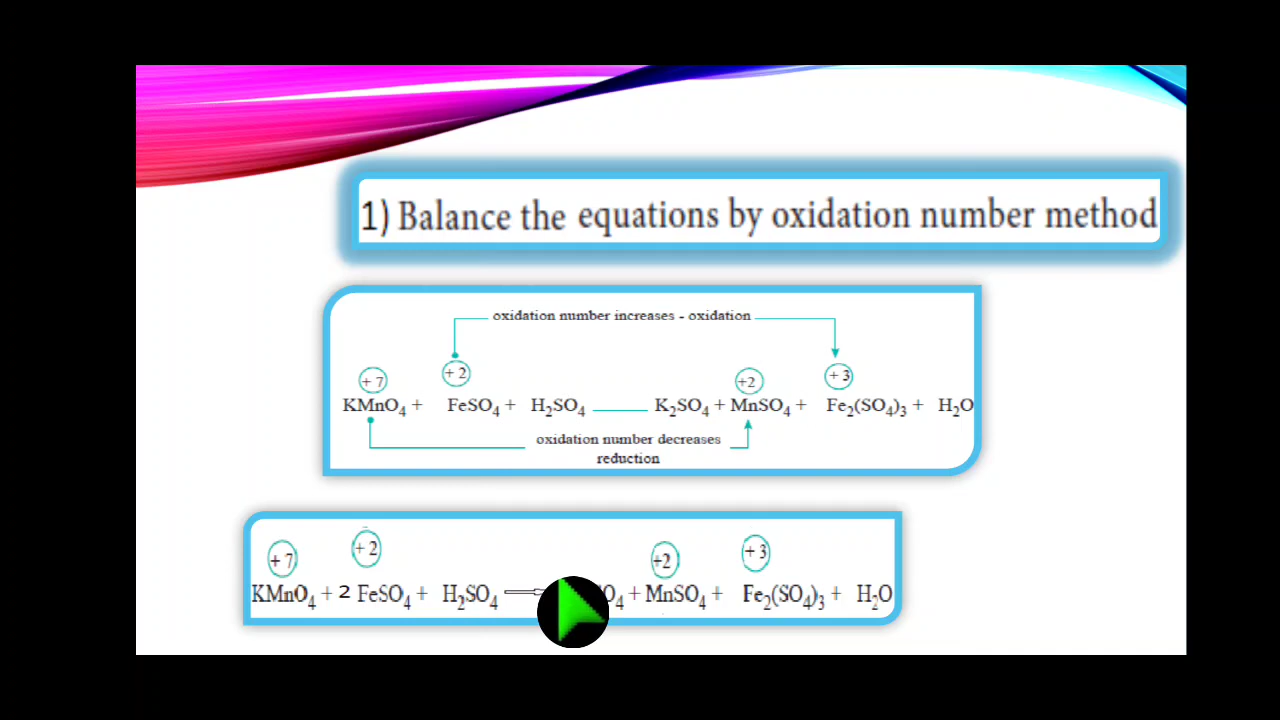 1) Balance the equations by oxidation number method
oxidation number increases - oxidation
+ 7 + 2 +2 + 3
KMnO₄ + FeSO₄ + H₂SO₄ K₂SO₄ + MnSO₄ + Fe₂(SO₄)₃ + H₂O
oxidation number decreases
reduction
+ 7 + 2 +2 + 3
KMnO₄ + 2 FeSO₄ + H₂SO₄ O₄ + MnSO₄ + Fe₂(SO₄)₃ + H₂O